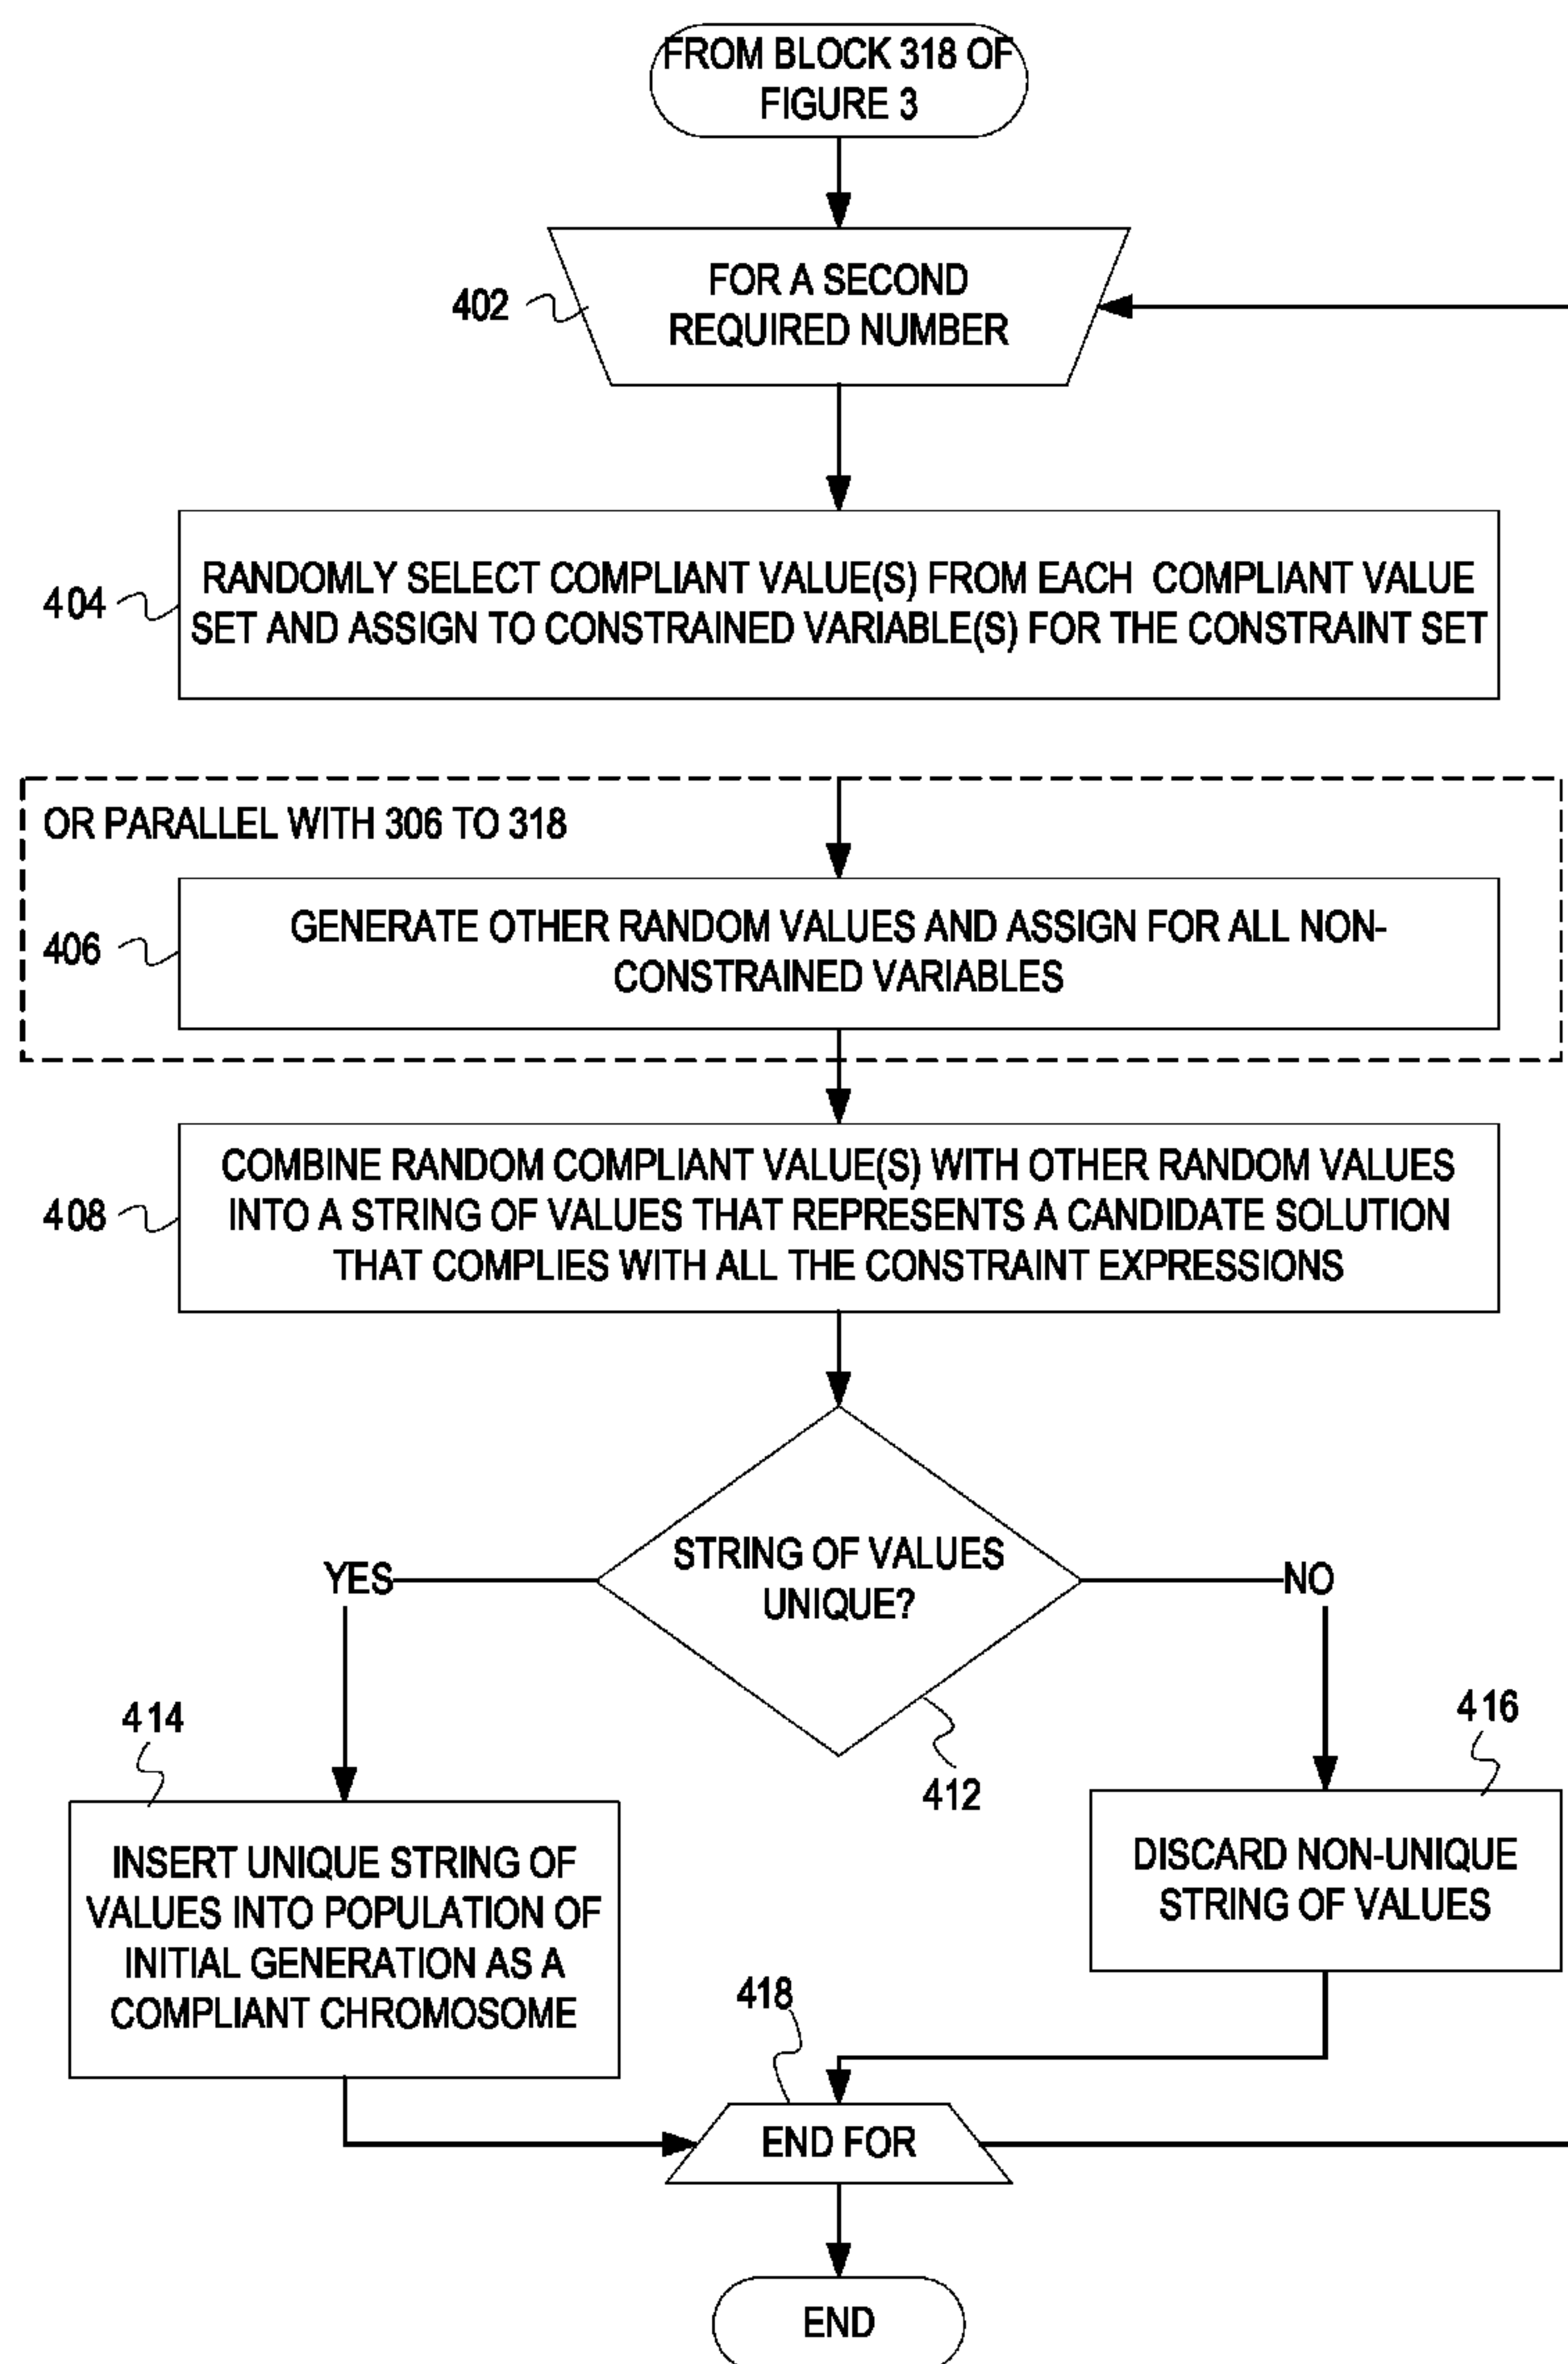 FROM BLOCK 318 OF
FIGURE 3
402
FOR A SECOND
REQUIRED NUMBER
404
RANDOMLY SELECT COMPLIANT VALUE(S) FROM EACH COMPLIANT VALUE
SET AND ASSIGN TO CONSTRAINED VARIABLE(S) FOR THE CONSTRAINT SET
OR PARALLEL WITH 306 TO 318
406
GENERATE OTHER RANDOM VALUES AND ASSIGN FOR ALL NON-
CONSTRAINED VARIABLES
408
COMBINE RANDOM COMPLIANT VALUE(S) WITH OTHER RANDOM VALUES
INTO A STRING OF VALUES THAT REPRESENTS A CANDIDATE SOLUTION
THAT COMPLIES WITH ALL THE CONSTRAINT EXPRESSIONS
STRING OF VALUES
UNIQUE?
YES
NO
412
414
INSERT UNIQUE STRING OF
VALUES INTO POPULATION OF
INITIAL GENERATION AS A
COMPLIANT CHROMOSOME
416
DISCARD NON-UNIQUE
STRING OF VALUES
418
END FOR
END